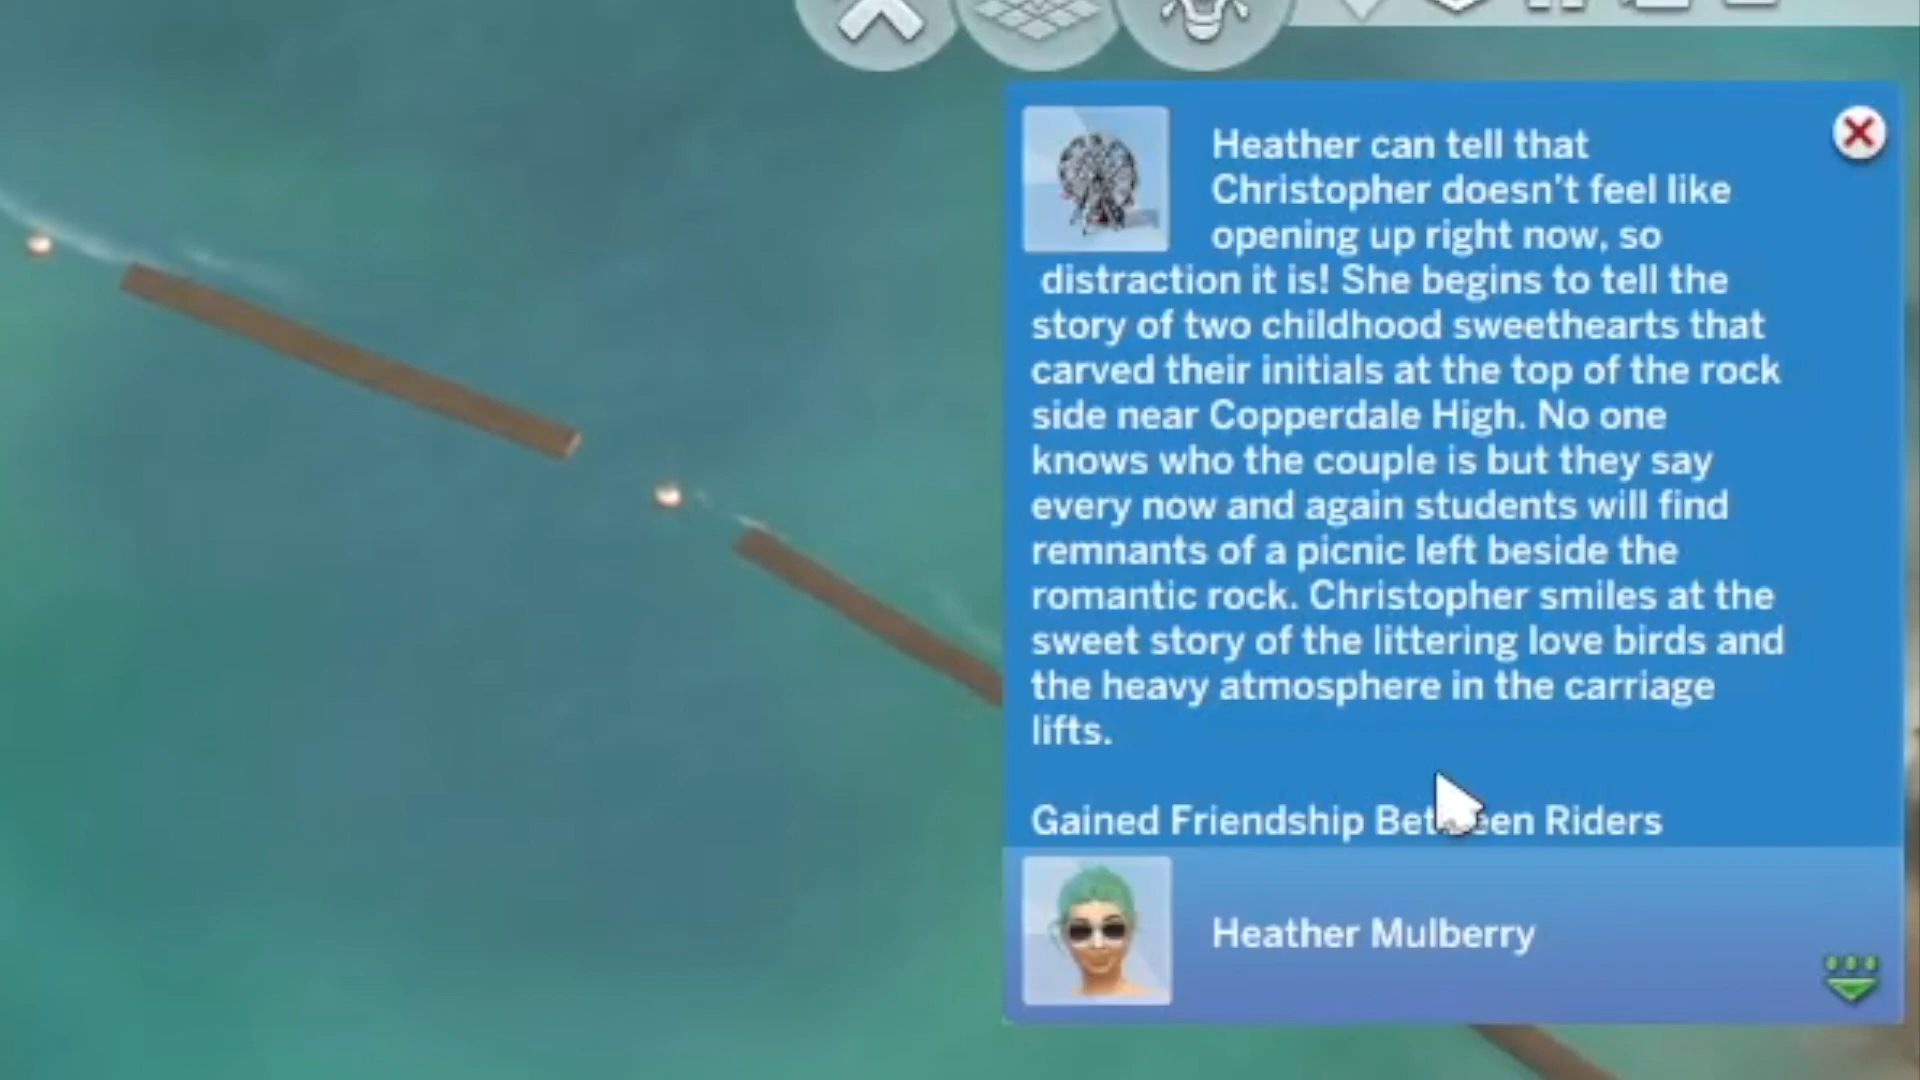 Heather can tell that
Christopher doesn't feel like
opening up right now, so
distraction it is! She begins to tell the
story of two childhood sweethearts that
carved their initials at the top of the rock
side near Copperdale High. No one
knows who the couple is but they say
every now and again students will find
remnants of a picnic left beside the
romantic rock. Christopher smiles at the
sweet story of the littering love birds and
the heavy atmosphere in the carriage
lifts.
Gained Friendship Between Riders
Heather Mulberry